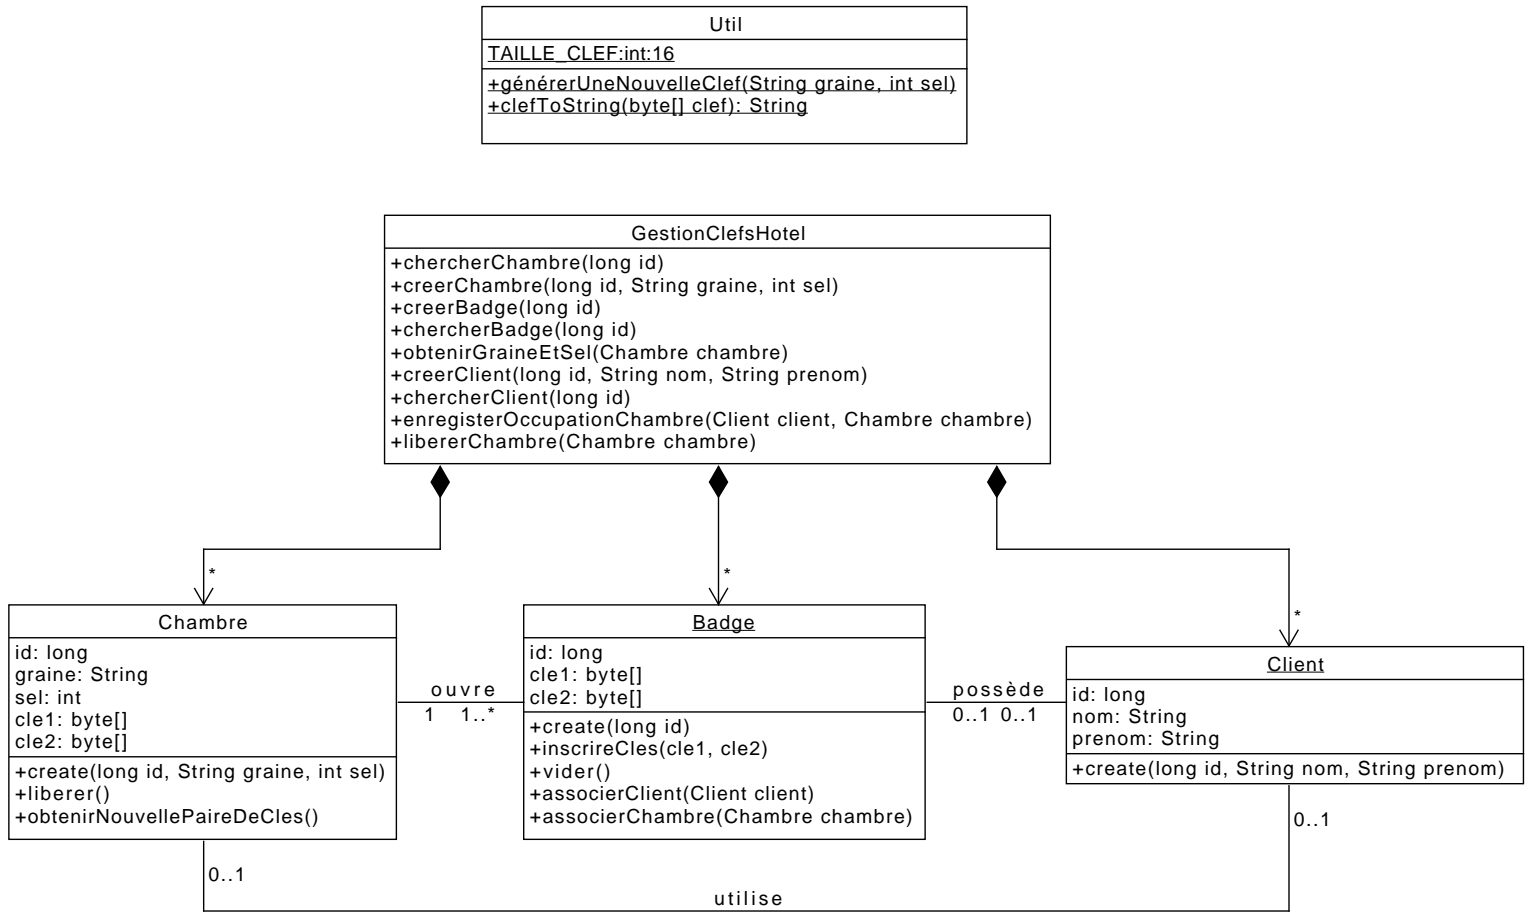 Util
TAILLE_CLEF:int:16
+générerUneNouvelleClef(String graine, int sel)
+clefToString(byte[] clef): String
GestionClefsHotel
+chercherChambre(long id)
+creerChambre(long id, String graine, int sel)
+creerBadge(long id)
+chercherBadge(long id)
+obtenirGraineEtSel(Chambre chambre)
+creerClient(long id, String nom, String prenom)
+chercherClient(long id)
+enregisterOccupationChambre(Client client, Chambre chambre)
+libererChambre(Chambre chambre)
*
*
*
Chambre
id: long
graine: String
sel: int
cle1: byte[]
cle2: byte[]
+create(long id, String graine, int sel)
+liberer()
+obtenirNouvellePaireDeCles()
ouvre
1 1..*
Badge
id: long
cle1: byte[]
cle2: byte[]
+create(long id)
+inscrireCles(cle1, cle2)
+vider()
+associerClient(Client client)
+associerChambre(Chambre chambre)
possède
0..1 0..1
Client
id: long
nom: String
prenom: String
+create(long id, String nom, String prenom)
0..1
0..1
utilise